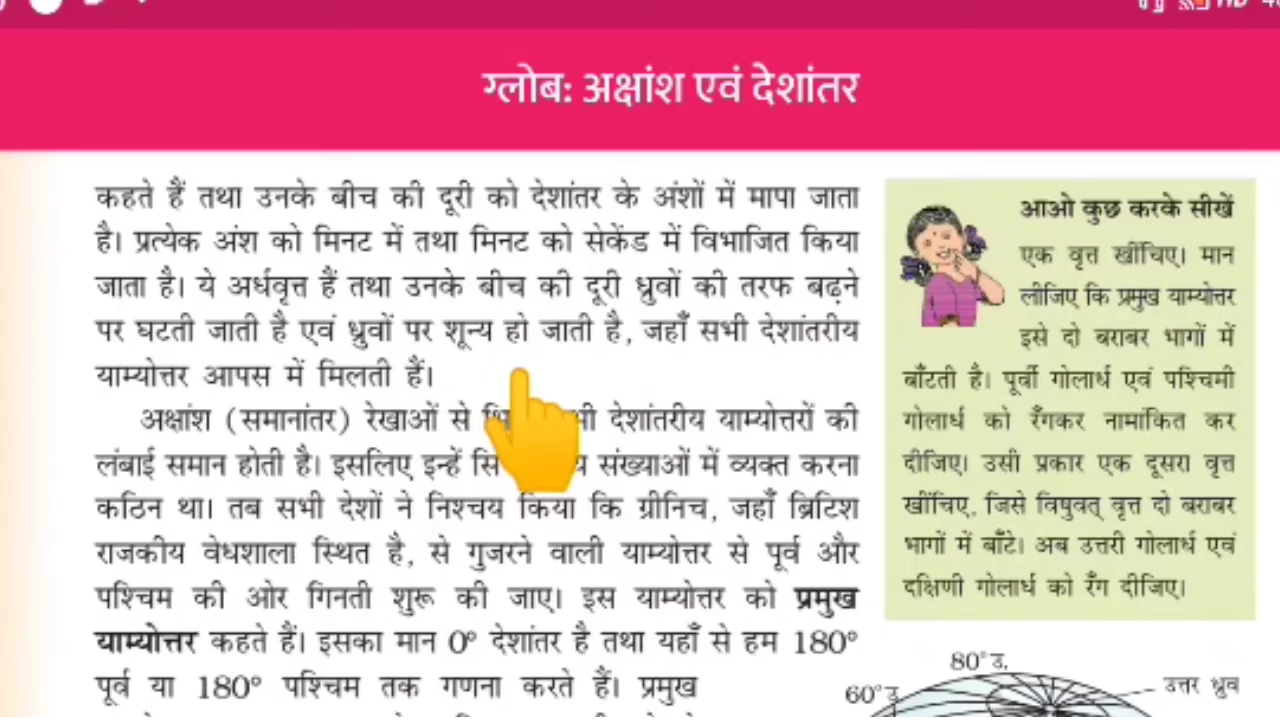 ग्लोब: अक्षांश एवं देशांतर
कहते हैं तथा उनके बीच की दूरी को देशांतर के अंशों में मापा जाता
है। प्रत्येक अंश को मिनट में तथा मिनट को सेकेंड में विभाजित किया
जाता है। ये अर्धवृत्त हैं तथा उनके बीच की दूरी ध्रुवों की तरफ बढ़ने
पर घटती जाती है एवं ध्रुवों पर शून्य हो जाती है, जहाँ सभी देशांतरीय
याम्योत्तर आपस में मिलती हैं।
अक्षांश (समानांतर) रेखाओं से देशांतरीय याम्योत्तरों की
लंबाई समान होती है। इसलिए इन्हें संख्याओं में व्यक्त करना
कठिन था। तब सभी देशों ने निश्चय किया कि ग्रीनिच, जहाँ ब्रिटिश
राजकीय वेधशाला स्थित है, से गुजरने वाली याम्योत्तर से पूर्व और
पश्चिम की ओर गिनती शुरू की जाए। इस याम्योत्तर को प्रमुख
याम्योत्तर कहते हैं। इसका मान 0° देशांतर है तथा यहाँ से हम 180°
पूर्व या 180° पश्चिम तक गणना करते हैं। प्रमुख
आओ कुछ करके सीखें
एक वृत्त खींचिए। मान
लीजिए कि प्रमुख याम्योत्तर
इसे दो बराबर भागों में
बाँटती है। पूर्वी गोलार्ध एवं पश्चिमी
गोलार्ध को रँगकर नामांकित कर
दीजिए। उसी प्रकार एक दूसरा वृत्त
खींचिए, जिसे विषुवत् वृत्त दो बराबर
भागों में बाँटे। अब उत्तरी गोलार्ध एवं
दक्षिणी गोलार्ध को रँग दीजिए।
80°उ.
60°उ
उत्तर ध्रुव